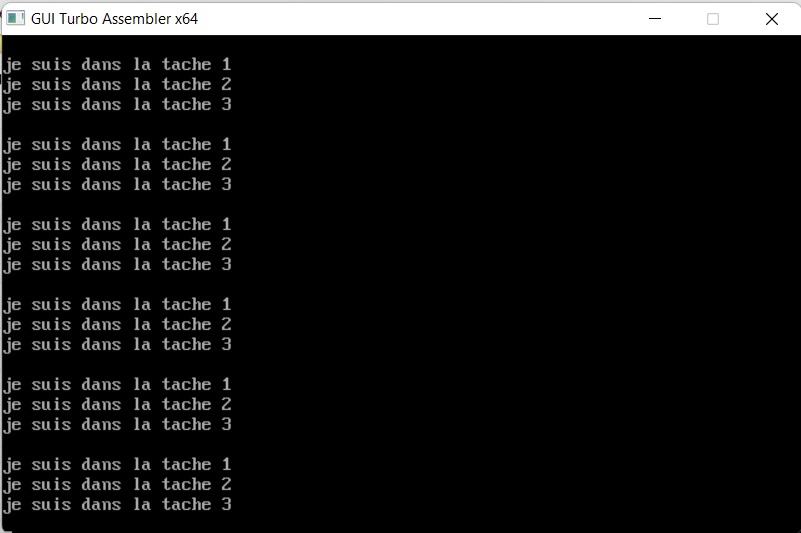 GUI Turbo Assembler x64
je suis dans la tache 1
je suis dans la tache 2
je suis dans la tache 3
je suis dans la tache 1
je suis dans la tache 2
je suis dans la tache 3
je suis dans la tache 1
je suis dans la tache 2
je suis dans la tache 3
je suis dans la tache 1
je suis dans la tache 2
je suis dans la tache 3
je suis dans la tache 1
je suis dans la tache 2
je suis dans la tache 3
je suis dans la tache 1
je suis dans la tache 2
je suis dans la tache 3